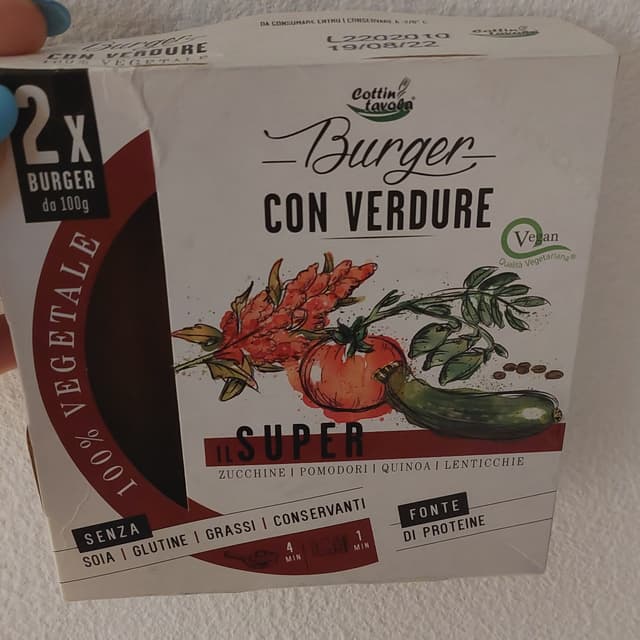 DA CONSUMARE ENTRO | CONSERVARE A
L2202010
19/08/22
CON VERDURE
2X
BURGER
da 100g
Cottin
tavola
Burger
CON VERDURE
Vegan
Qualità Vegetariana®
100% VEGETALE
IL SUPER
ZUCCHINE | POMODORI | QUINOA | LENTICCHIE
SENZA
SOIA | GLUTINE | GRASSI | CONSERVANTI
4 MIN
1 MIN
FONTE
DI PROTEINE